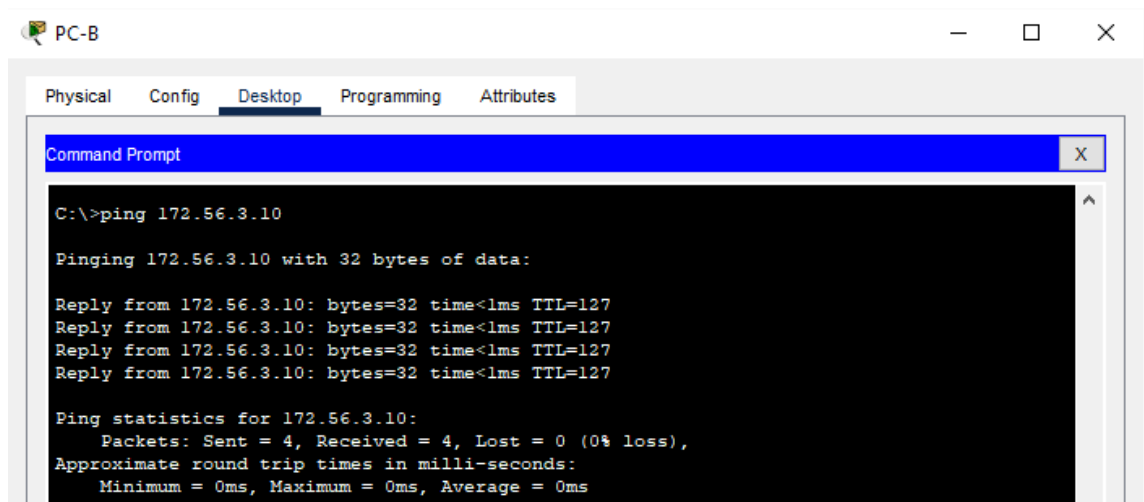 PC-B
Physical Config Desktop Programming Attributes
Command Prompt X
C:\>ping 172.56.3.10
Pinging 172.56.3.10 with 32 bytes of data:
Reply from 172.56.3.10: bytes=32 time<1ms TTL=127
Reply from 172.56.3.10: bytes=32 time<1ms TTL=127
Reply from 172.56.3.10: bytes=32 time<1ms TTL=127
Reply from 172.56.3.10: bytes=32 time<1ms TTL=127
Ping statistics for 172.56.3.10:
    Packets: Sent = 4, Received = 4, Lost = 0 (0% loss),
Approximate round trip times in milli-seconds:
    Minimum = 0ms, Maximum = 0ms, Average = 0ms